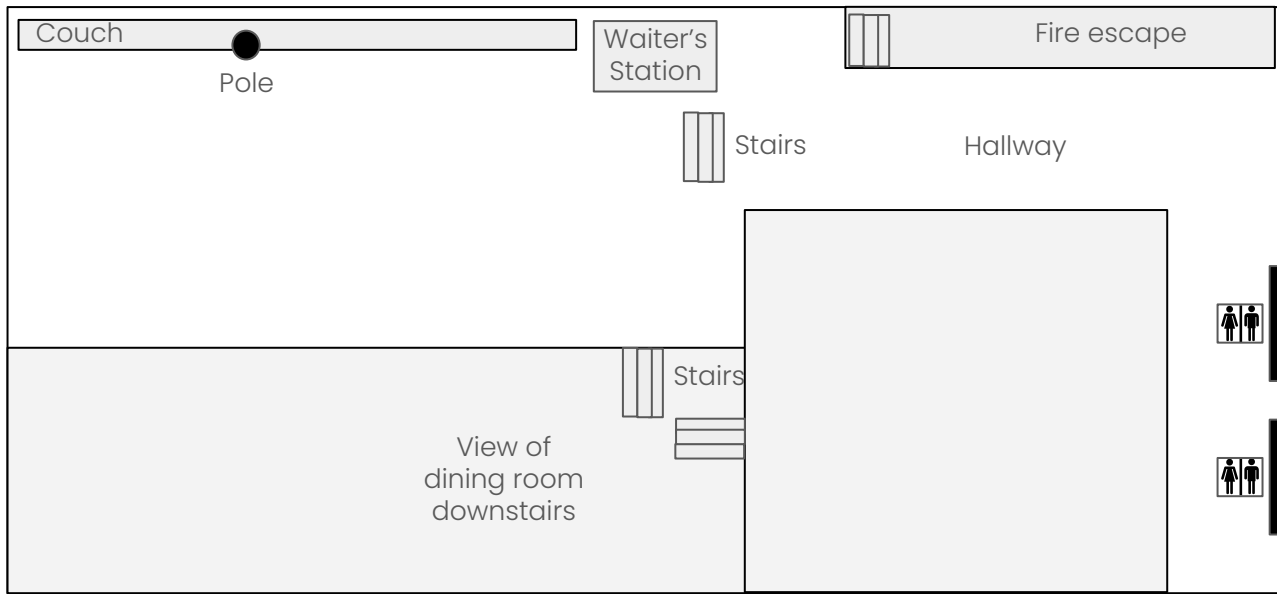 Couch
Waiter's
Station
Fire escape
Pole
Stairs
Hallway
Stairs
View of
dining room
downstairs